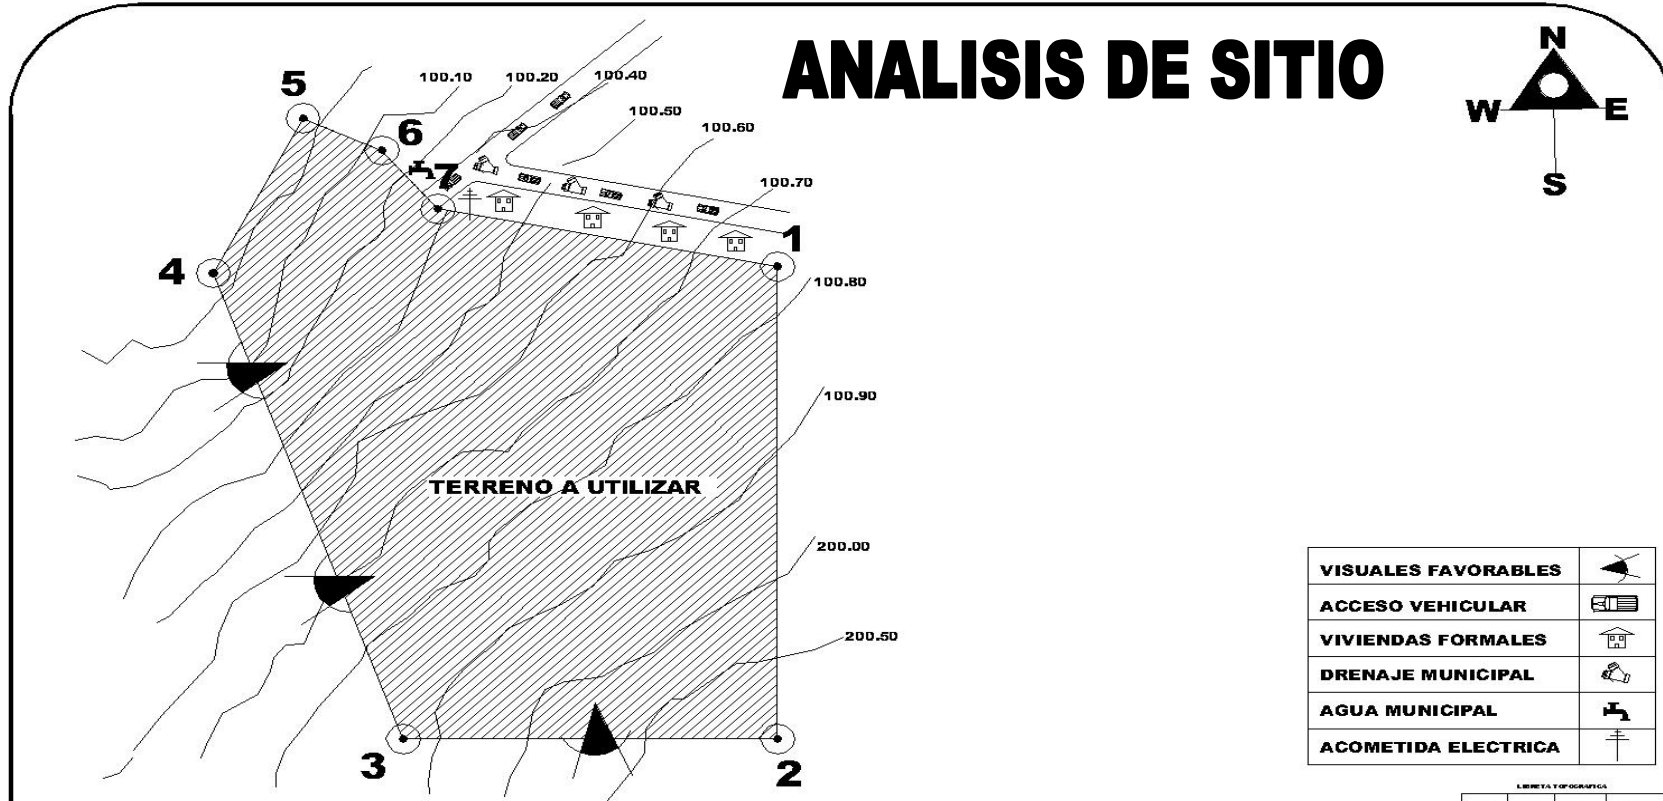 ANALISIS DE SITIO
N
W
E
S
5
100.10
100.20
100.40
100.50
6
100.60
7
100.70
1
4
100.80
100.90
TERRENO A UTILIZAR
200.00
200.50
3
2
VISUALES FAVORABLES
ACCESO VEHICULAR
VIVIENDAS FORMALES
DRENAJE MUNICIPAL
AGUA MUNICIPAL
ACOMETIDA ELECTRICA
LIBRETA TOPOGRAFICA